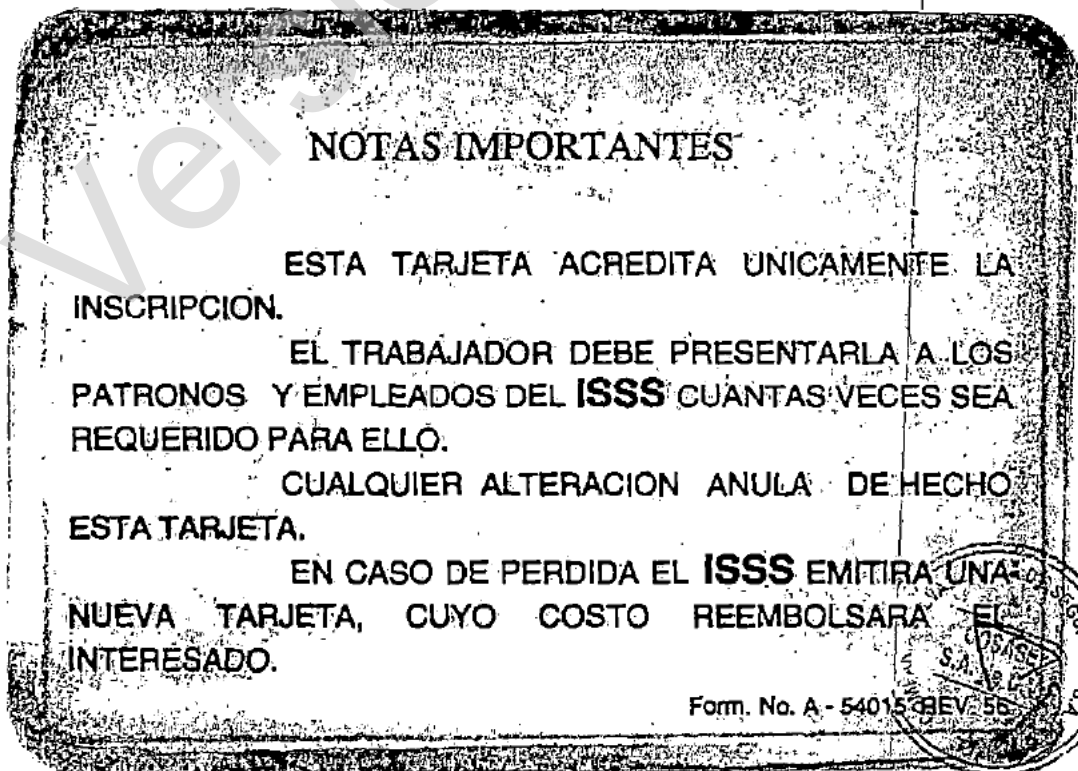 NOTAS IMPORTANTES
ESTA TARJETA ACREDITA UNICAMENTE LA
INSCRIPCION.
EL TRABAJADOR DEBE PRESENTARLA A LOS
PATRONOS Y EMPLEADOS DEL ISSS CUANTAS VECES SEA
REQUERIDO PARA ELLO.
CUALQUIER ALTERACION ANULA DE HECHO
ESTA TARJETA.
EN CASO DE PERDIDA EL ISSS EMITIRA UNA
NUEVA TARJETA, CUYO COSTO REEMBOLSARA EL
INTERESADO.
Form. No. A - 54015 REV. 56
S.A.